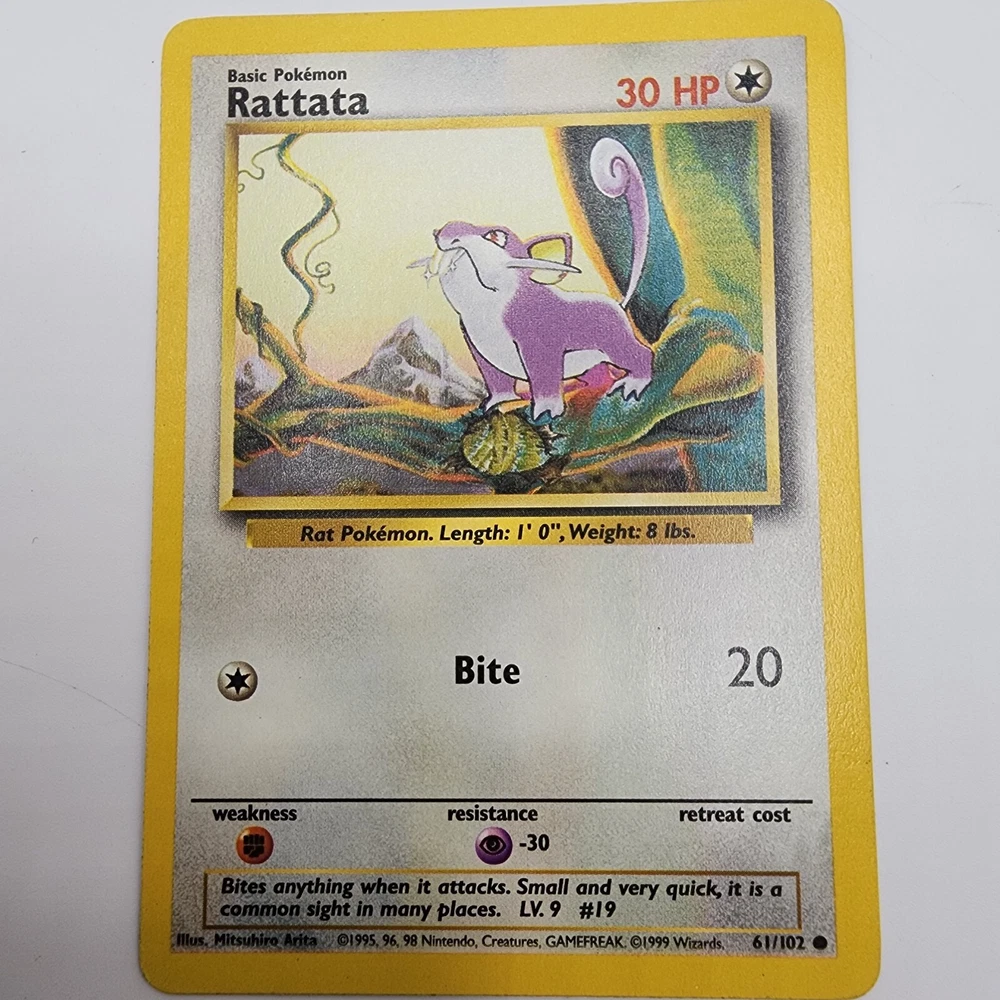 Basic Pokémon
Rattata
30 HP
Rat Pokémon. Length: 1' 0", Weight: 8 lbs.
Bite 20
weakness resistance retreat cost
-30
Bites anything when it attacks. Small and very quick, it is a
common sight in many places. LV. 9 #19
Illus. Mitsuhiro Arita ©1995, 96, 98 Nintendo, Creatures, GAMEFREAK. ©1999 Wizards. 61/102